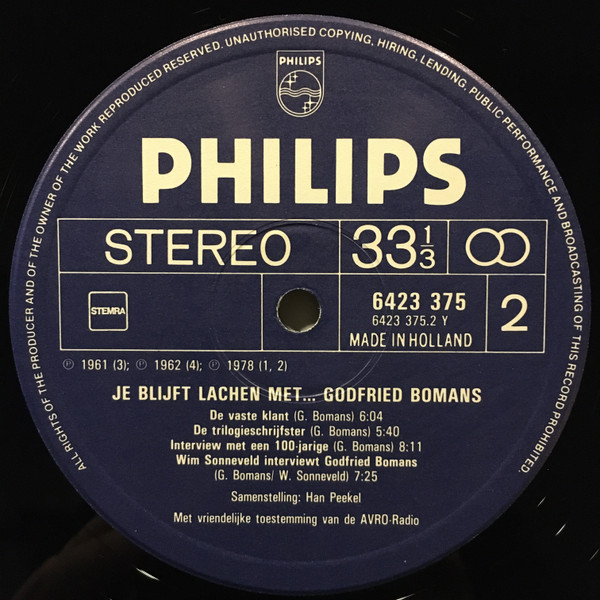 ALL RIGHTS OF THE PRODUCER AND OF THE OWNER OF THE WORK REPRODUCED RESERVED. UNAUTHORISED COPYING, HIRING, LENDING, PUBLIC PERFORMANCE AND BROADCASTING OF THIS RECORD PROHIBITED.
PHILIPS
PHILIPS
STEREO
33 1/3
STEMRA
6423 375
6423 375.2 Y
MADE IN HOLLAND
2
℗ 1961 (3); ℗ 1962 (4); ℗ 1978 (1, 2)
JE BLIJFT LACHEN MET... GODFRIED BOMANS
De vaste klant (G. Bomans) 6:04
De trilogieschrijfster (G. Bomans) 5:40
Interview met een 100-jarige (G. Bomans) 8:11
Wim Sonneveld interviewt Godfried Bomans
(G. Bomans/ W. Sonneveld) 7:25
Samenstelling: Han Peekel
Met vriendelijke toestemming van de AVRO-Radio